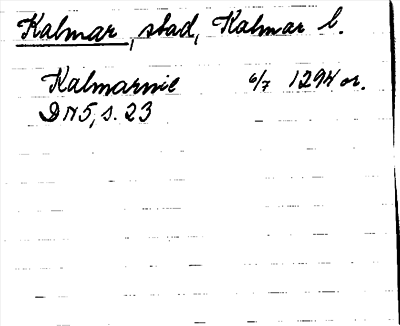 Kalmar, stad, Kalmar l.
Kalmarnie 6/7 1294 or.
DN 5, s. 23